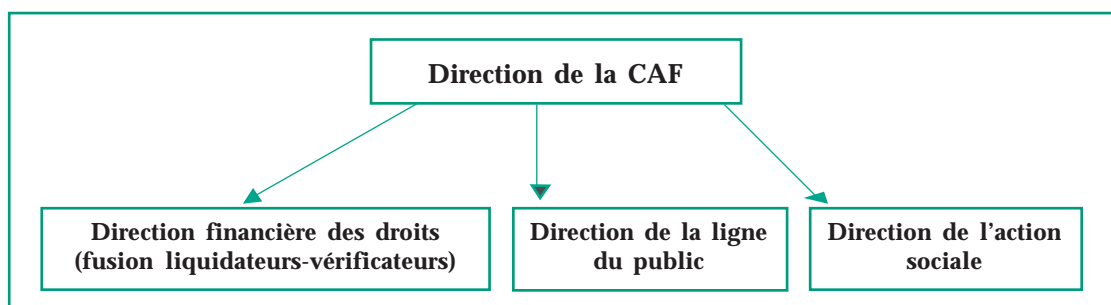 Direction de la CAF
Direction financière des droits
(fusion liquidateurs-vérificateurs)
Direction de la ligne
du public
Direction de l'action
sociale